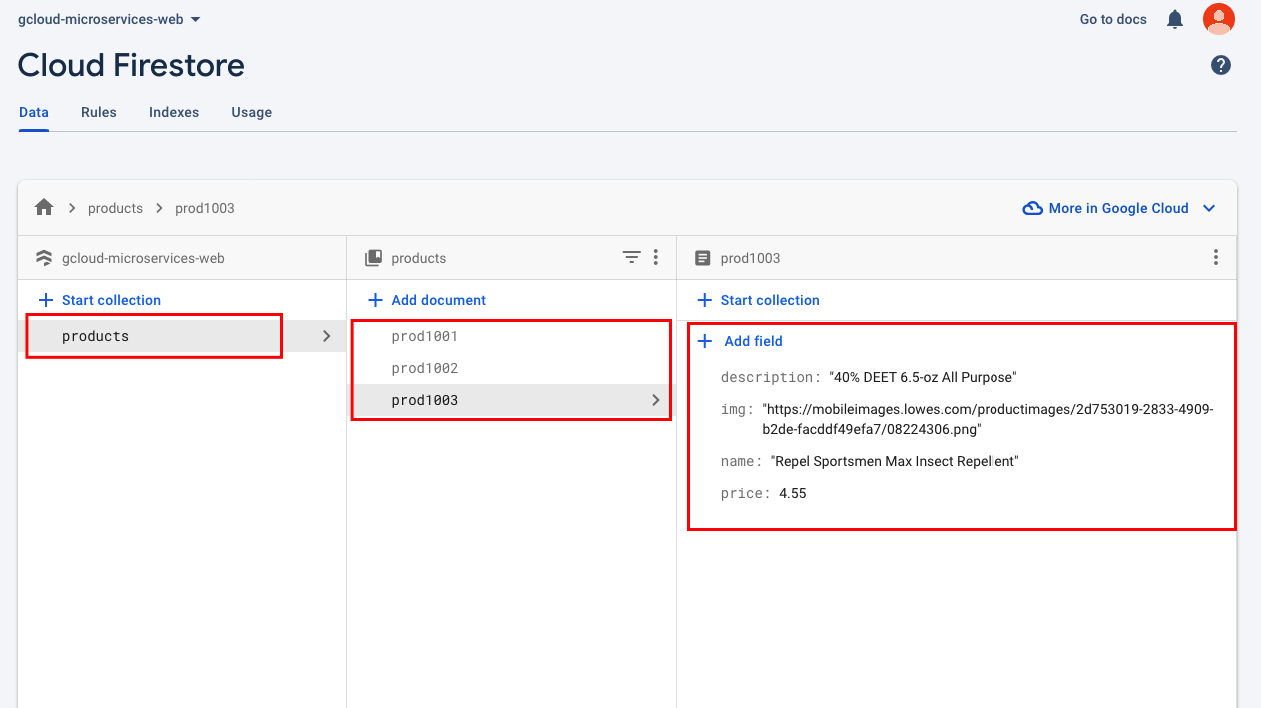 gcloud-microservices-web
Go to docs
Cloud Firestore
?
Data
Rules
Indexes
Usage
products
prod1003
More in Google Cloud
gcloud-microservices-web
products
prod1003
+ Start collection
+ Add document
+ Start collection
products
prod1001
prod1002
prod1003
+ Add field
description: "40% DEET 6.5-oz All Purpose"
img: "https://mobileimages.lowes.com/productimages/2d753019-2833-4909-
b2de-facddf49efa7/08224306.png"
name: "Repel Sportsmen Max Insect Repellent"
price: 4.55